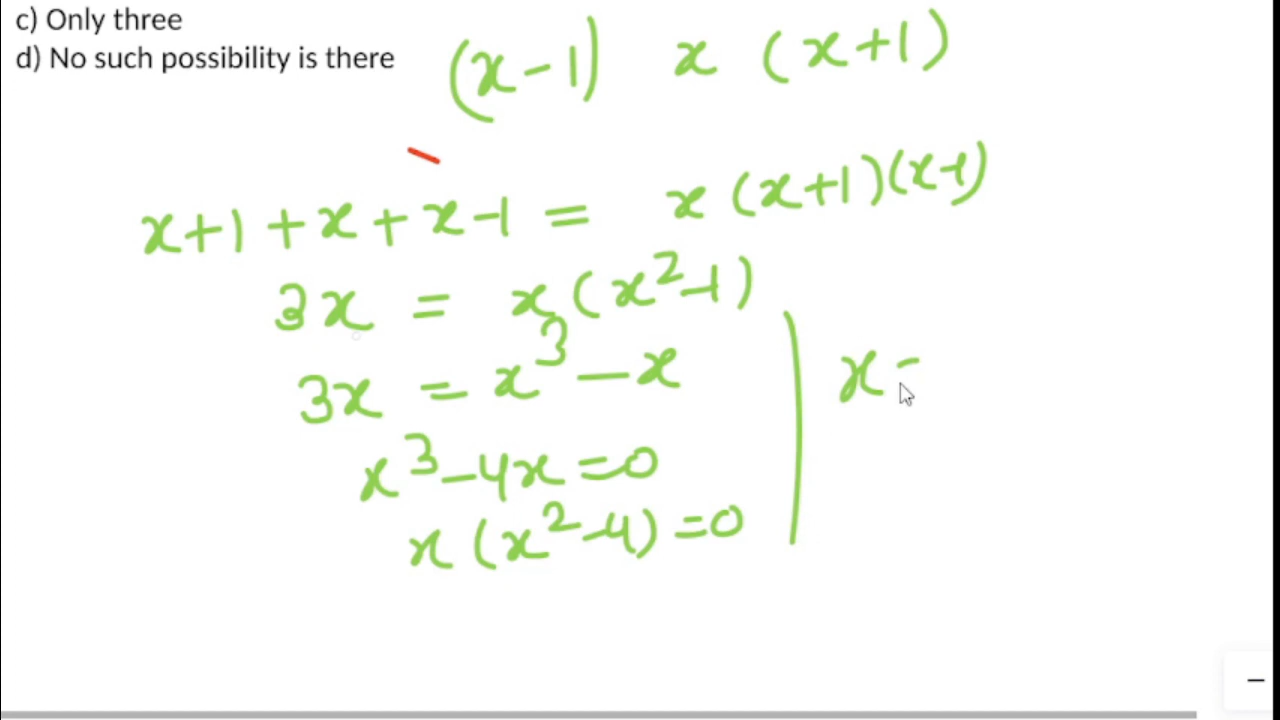 c) Only three
d) No such possibility is there
(x-1) x (x+1)
x+1+x+x-1 = x(x+1)(x-1)
3x = x(x²-1)
3x = x³-x
x =
x³-4x=0
x(x²-4)=0